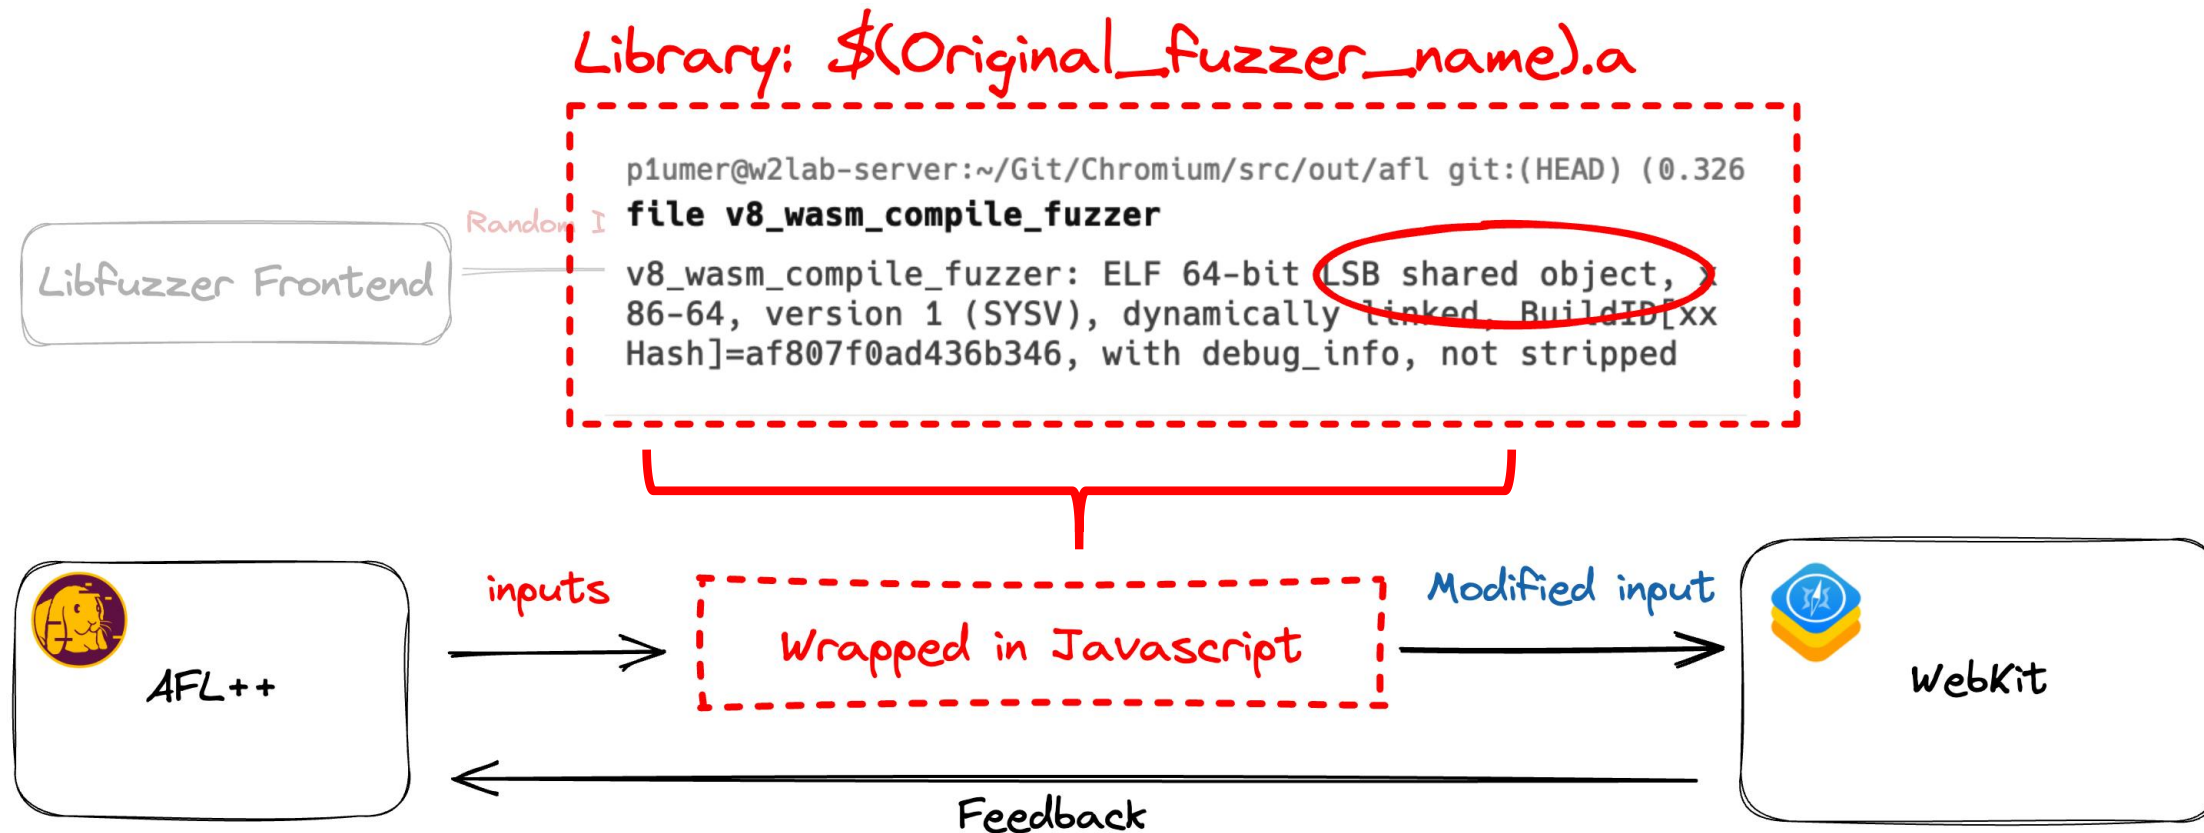 Library: $(Original_fuzzer_name).a
p1umer@w2lab-server:~/Git/Chromium/src/out/afl git:(HEAD) (0.326
file v8_wasm_compile_fuzzer
v8_wasm_compile_fuzzer: ELF 64-bit LSB shared object, x
86-64, version 1 (SYSV), dynamically linked, BuildID[xx
Hash]=af807f0ad436b346, with debug_info, not stripped
Libfuzzer Frontend
Random I
AFL++
inputs
Wrapped in Javascript
Modified input
WebKit
Feedback